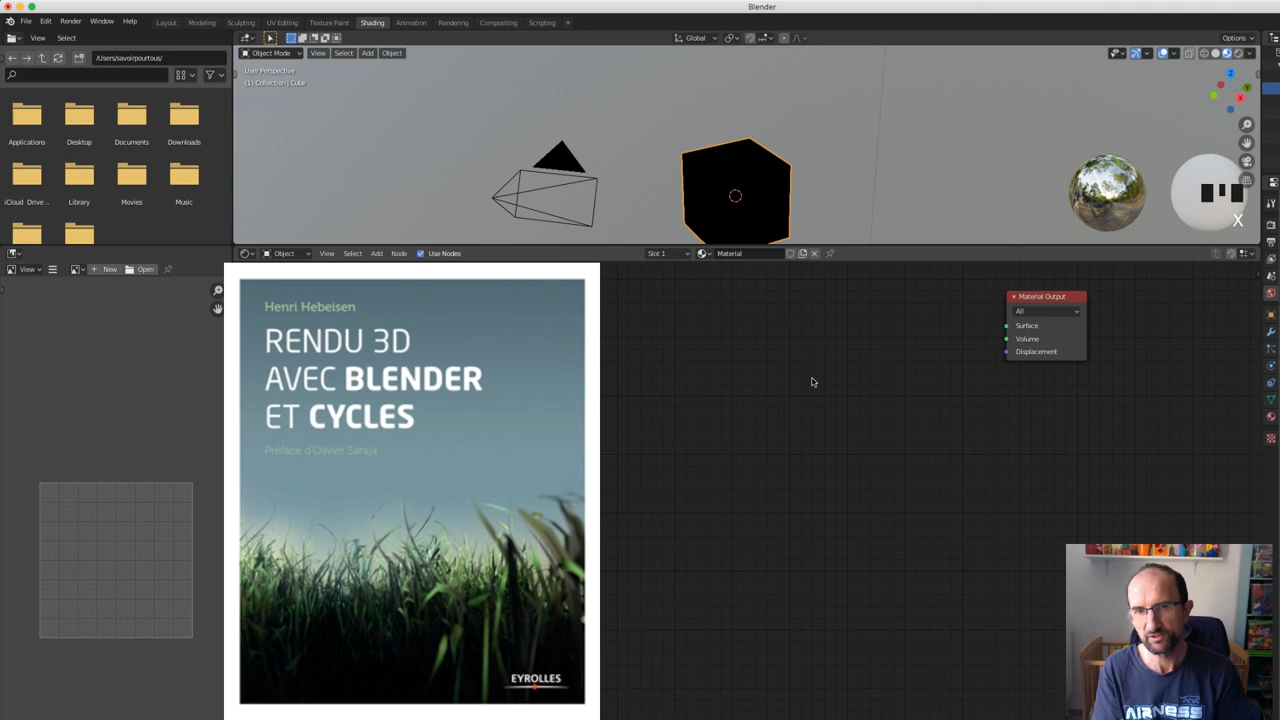 Blender
File Edit Render Window Help
Layout Modeling Sculpting UV Editing Texture Paint Shading Animation Rendering Compositing Scripting +
View Select
/Users/savoirpourtous/
Global
Options
Object Mode View Select Add Object
User Perspective
(1) Collection | Cube
Z
Y
X
Applications Desktop Documents Downloads
iCloud Drive .. Library Movies Music
X
Object View Select Add Node Use Nodes
Slot 1
Material
View
New
Open
Material Output
All
Surface
Volume
Displacement
Henri Hebeisen
RENDU 3D
AVEC BLENDER
ET CYCLES
Préface d'Olivier Saraja
EYROLLES
AIRNESS